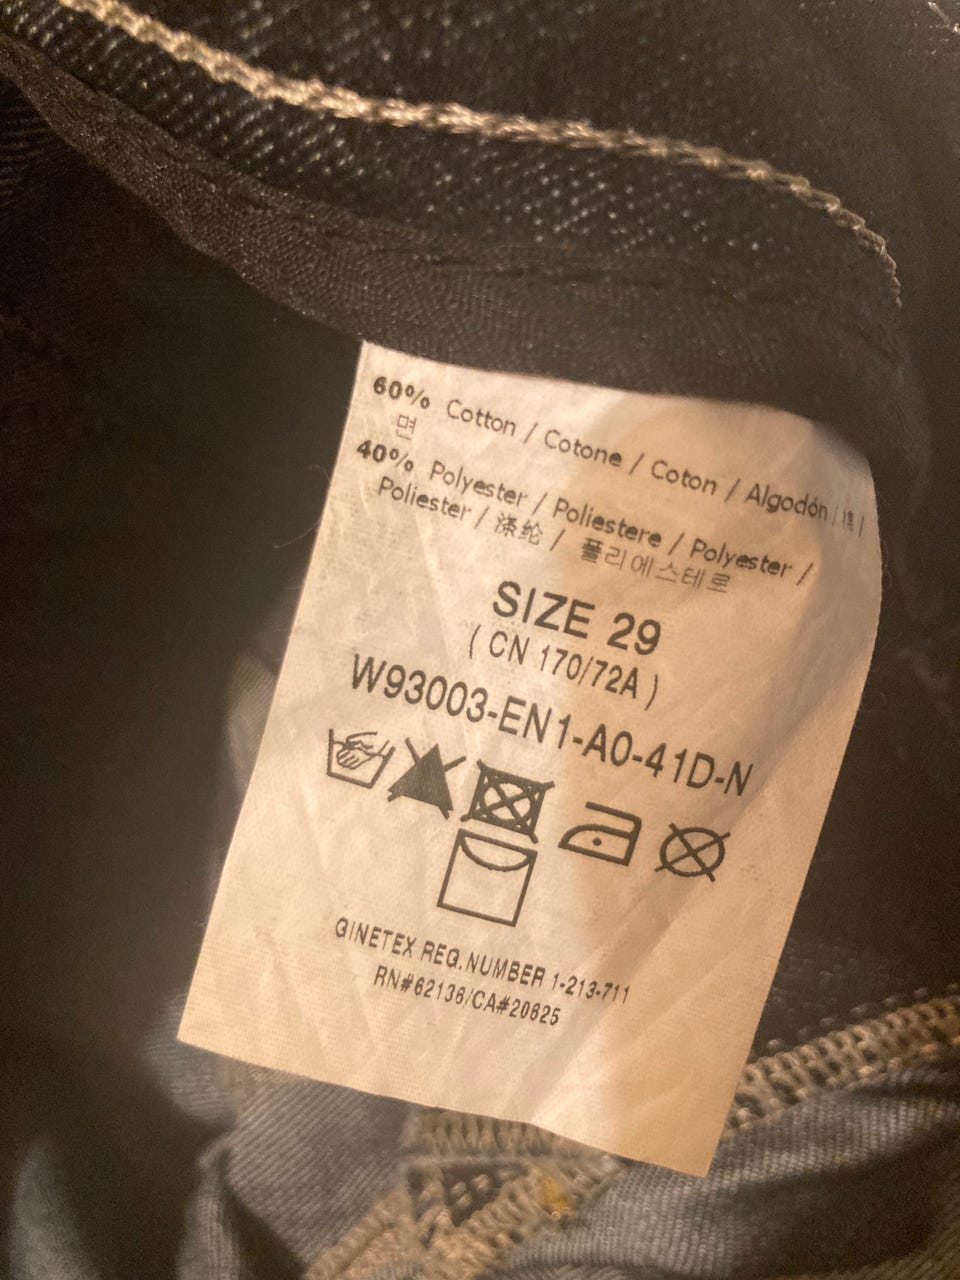 60% Cotton / Cotone / Coton / Algodón / 棉 /
면
40% Polyester / Poliestere / Polyester /
Poliester / 涤纶 / 폴리에스테르
SIZE 29
( CN 170/72A )
W93003-EN1-A0-41D-N
GINETEX REG.NUMBER 1-213-711
RN#62136/CA#20625